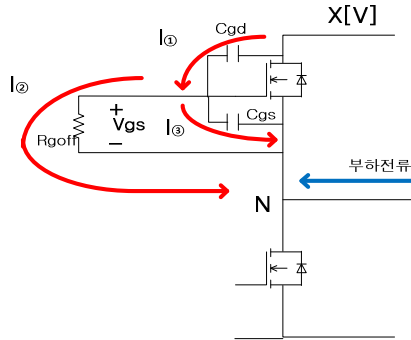 X[V]
I①
Cgd
I②
+
Vgs
−
Rgoff
I③
Cgs
부하전류
N